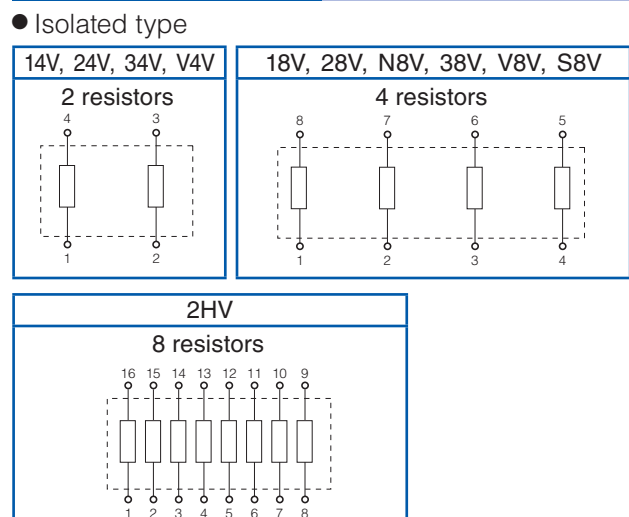 ● Isolated type
14V, 24V, 34V, V4V
2 resistors
4 3
1 2
18V, 28V, N8V, 38V, V8V, S8V
4 resistors
8 7 6 5
1 2 3 4
2HV
8 resistors
16 15 14 13 12 11 10 9
1 2 3 4 5 6 7 8